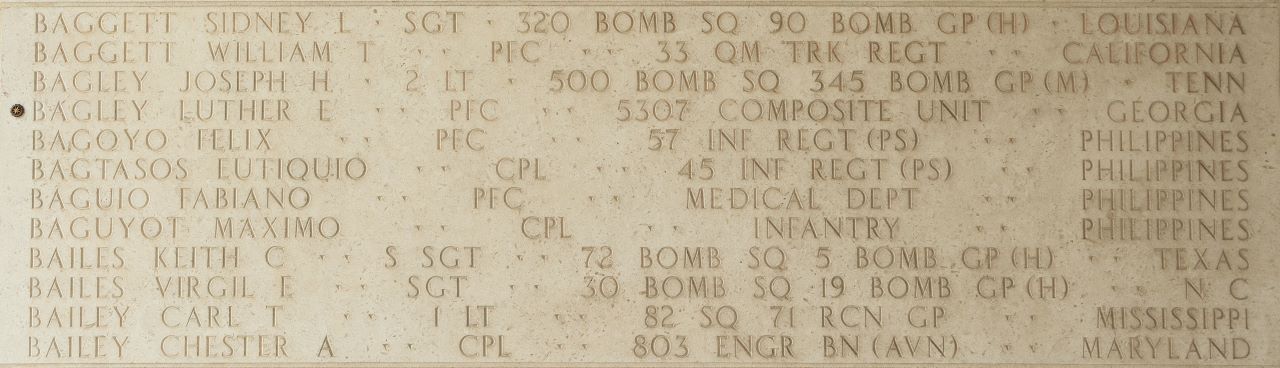 BAGGETT SIDNEY L · SGT · 320 BOMB SQ 90 BOMB GP (H) · LOUISIANA
BAGGETT WILLIAM T · · PFC · · 33 QM TRK REGT · · CALIFORNIA
BAGLEY JOSEPH H · 2 LT · 500 BOMB SQ 345 BOMB GP (M) · TENN
BAGLEY LUTHER E · · PFC · · 5307 COMPOSITE UNIT · · GEORGIA
BAGOYO FELIX · · PFC · · 57 INF REGT (PS) · · PHILIPPINES
BAGTASOS EUTIQUIO · · CPL · · 45 INF REGT (PS) · · PHILIPPINES
BAGUIO FABIANO · · PFC · · MEDICAL DEPT · · PHILIPPINES
BAGUYOT MAXIMO · · CPL · · INFANTRY · · PHILIPPINES
BAILES KEITH C · · S SGT · · 72 BOMB SQ 5 BOMB GP (H) · · TEXAS
BAILES VIRGIL E · · SGT · · 30 BOMB SQ 19 BOMB GP (H) · · N C
BAILEY CARL T · · 1 LT · · 82 SQ 71 RCN GP · · MISSISSIPPI
BAILEY CHESTER A · · CPL · · 803 ENGR BN (AVN) · · MARYLAND